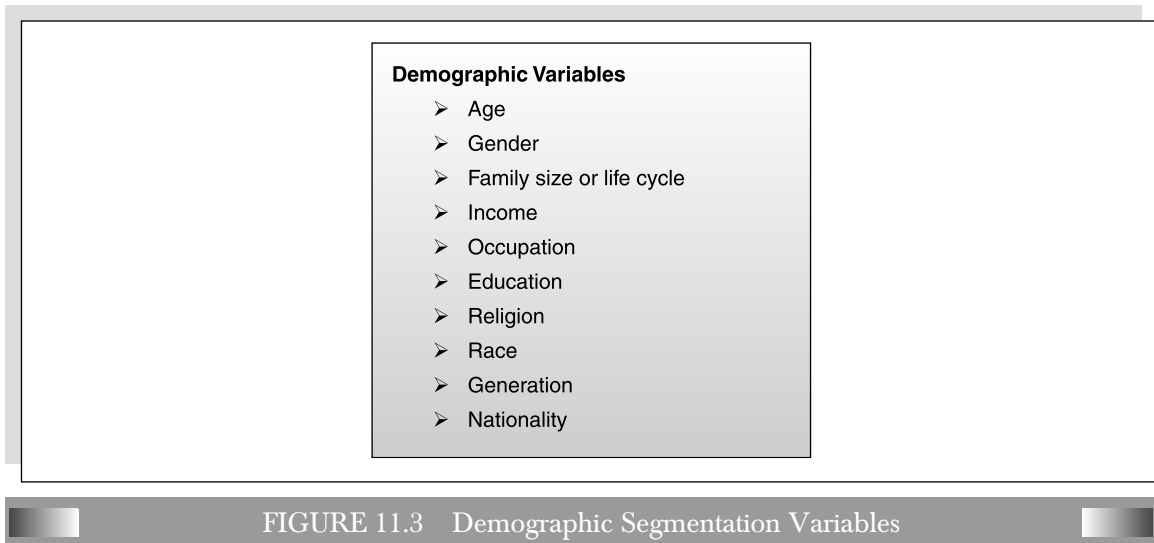 Demographic Variables
➢ Age
➢ Gender
➢ Family size or life cycle
➢ Income
➢ Occupation
➢ Education
➢ Religion
➢ Race
➢ Generation
➢ Nationality
FIGURE 11.3 Demographic Segmentation Variables